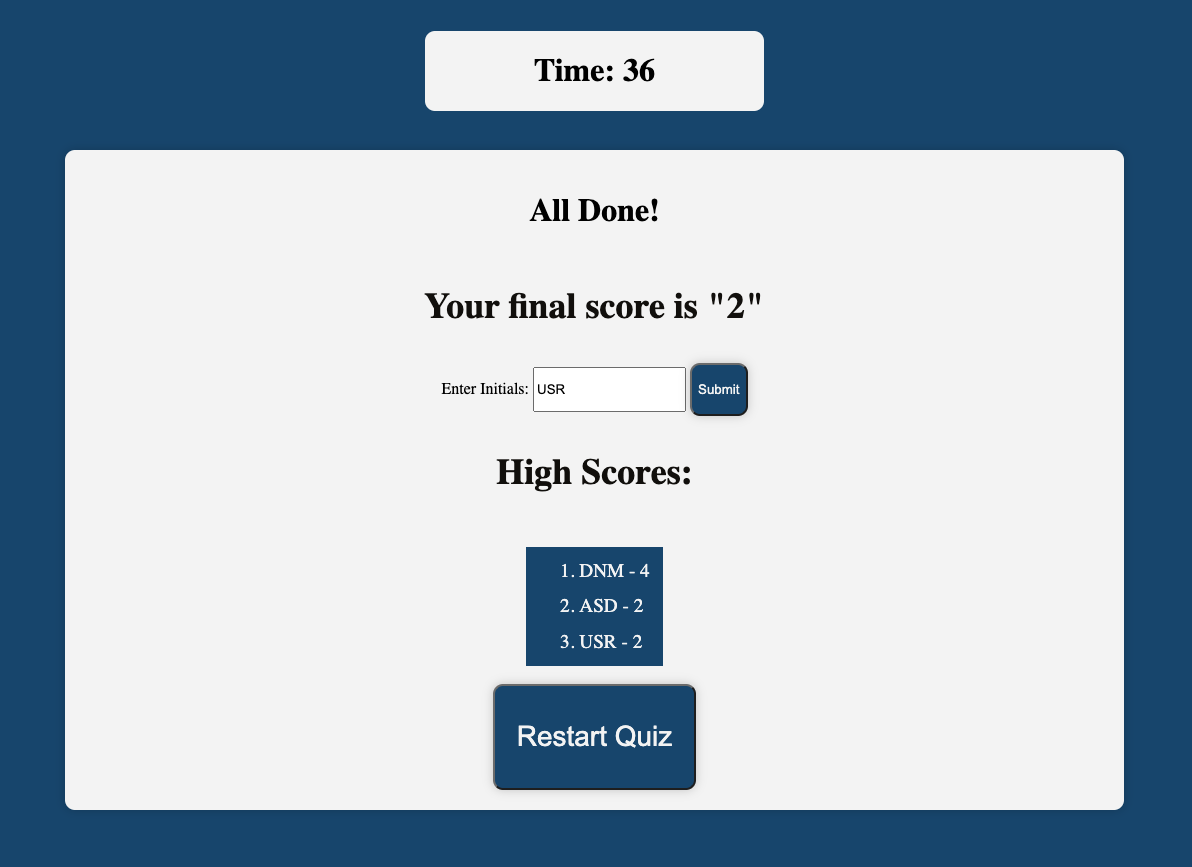 Time: 36
All Done!
Your final score is "2"
Enter Initials: USR Submit
High Scores:
1. DNM - 4
2. ASD - 2
3. USR - 2
Restart Quiz